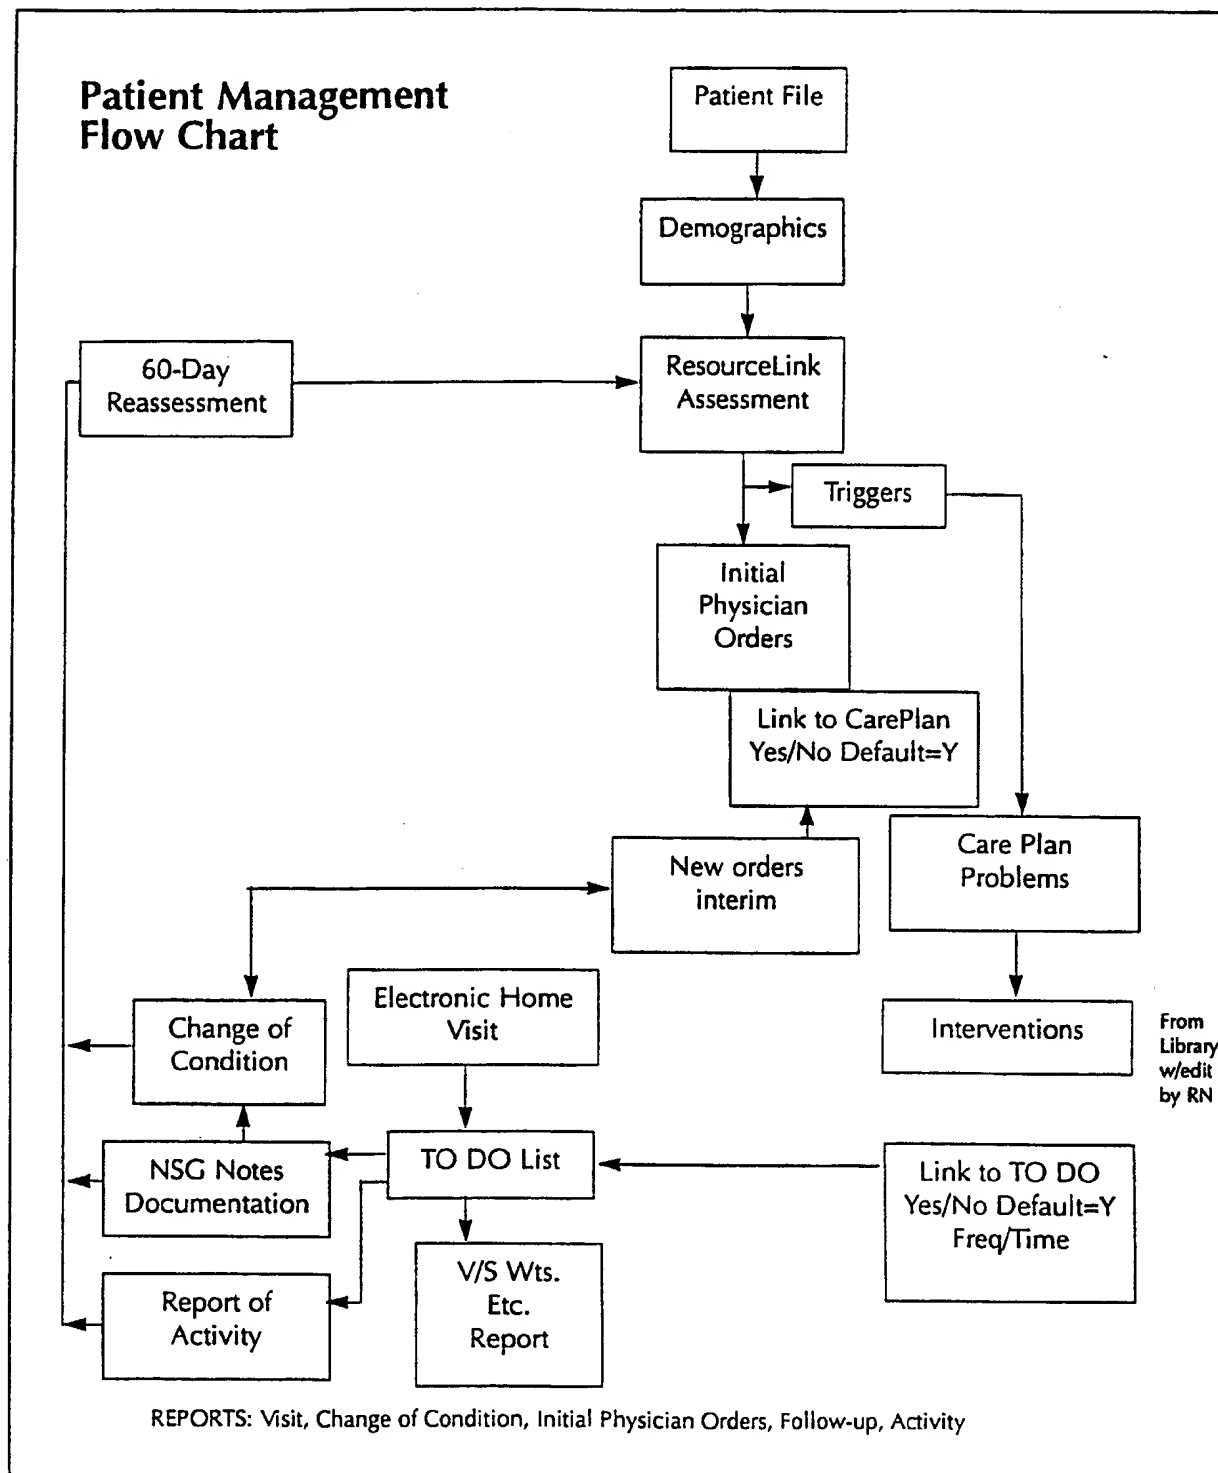 Patient Management
Flow Chart
Patient File
Demographics
60-Day
Reassessment
ResourceLink
Assessment
Triggers
Initial
Physician
Orders
Link to CarePlan
Yes/No Default=Y
New orders
interim
Care Plan
Problems
Electronic Home
Visit
Change of
Condition
Interventions
From
Library
w/edit
by RN
NSG Notes
Documentation
TO DO List
Link to TO DO
Yes/No Default=Y
Freq/Time
Report of
Activity
V/S Wts.
Etc.
Report
REPORTS: Visit, Change of Condition, Initial Physician Orders, Follow-up, Activity